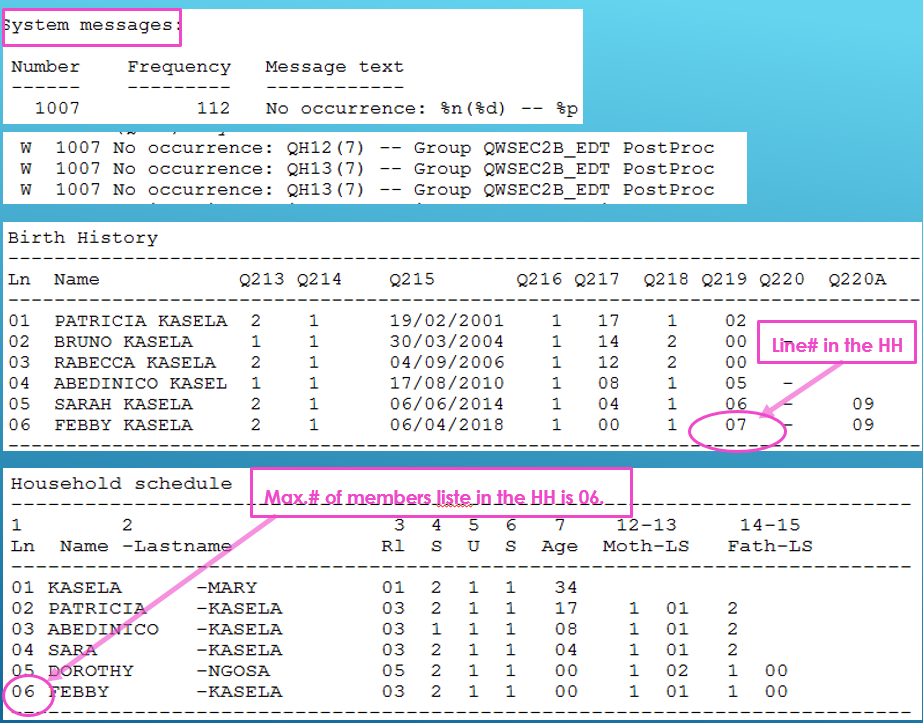 System messages:
Number Frequency Message text
------ --------- ------------
1007 112 No occurrence: %n(%d) -- %p
W 1007 No occurrence: QH12(7) -- Group QWSEC2B_EDT PostProc
W 1007 No occurrence: QH13(7) -- Group QWSEC2B_EDT PostProc
W 1007 No occurrence: QH13(7) -- Group QWSEC2B_EDT PostProc
Birth History
Ln Name Q213 Q214 Q215 Q216 Q217 Q218 Q219 Q220 Q220A
01 PATRICIA KASELA 2 1 19/02/2001 1 17 1 02
02 BRUNO KASELA 1 1 30/03/2004 1 14 2 00 -
03 RABECCA KASELA 2 1 04/09/2006 1 12 2 00
Line# in the HH
04 ABEDINICO KASEL 1 1 17/08/2010 1 08 1 05 -
05 SARAH KASELA 2 1 06/06/2014 1 04 1 06 - 09
06 FEBBY KASELA 2 1 06/04/2018 1 00 1 07 - 09
Household schedule
Max.# of members liste in the HH is 06.
1 2 3 4 5 6 7 12-13 14-15
Ln Name -Lastname Rl S U S Age Moth-LS Fath-LS
01 KASELA -MARY 01 2 1 1 34
02 PATRICIA -KASELA 03 2 1 1 17 1 01 2
03 ABEDINICO -KASELA 03 1 1 1 08 1 01 2
04 SARA -KASELA 03 2 1 1 04 1 01 2
05 DOROTHY -NGOSA 05 2 1 1 00 1 02 1 00
06 FEBBY -KASELA 03 2 1 1 00 1 01 1 00